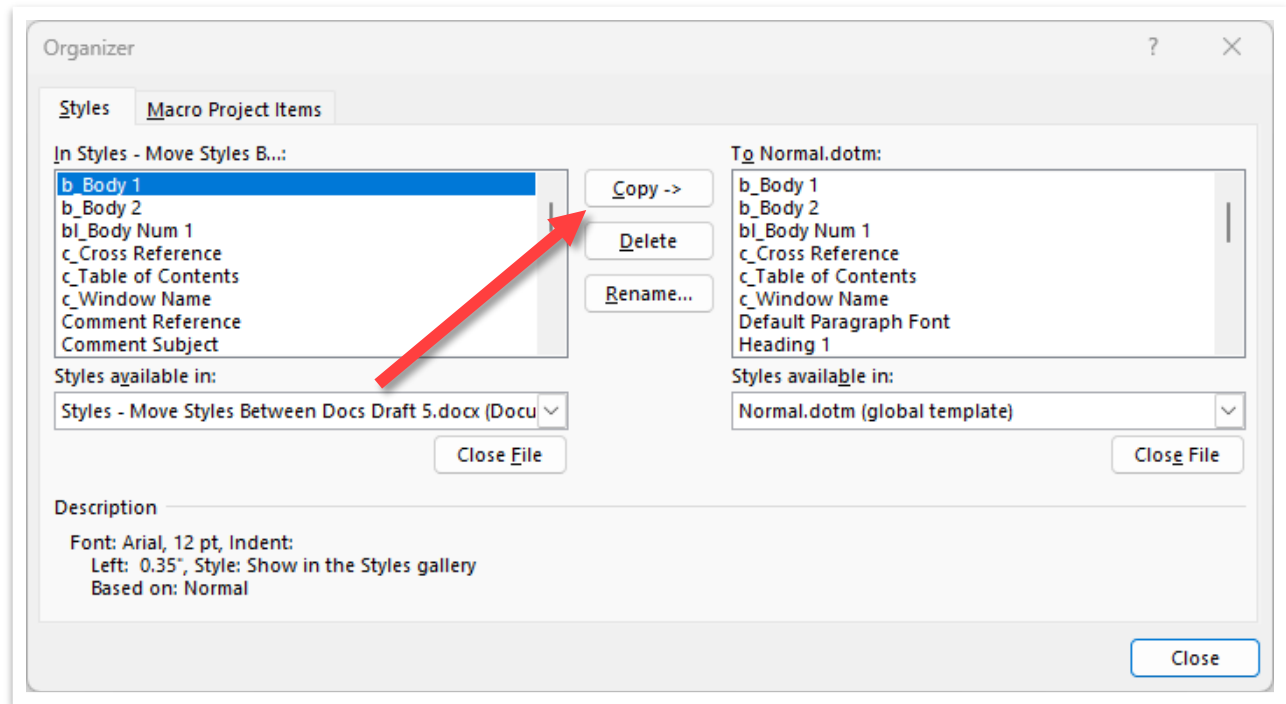 Organizer
Styles
Macro Project Items
In Styles - Move Styles B...:
b_Body 1
b_Body 2
bl_Body Num 1
c_Cross Reference
c_Table of Contents
c_Window Name
Comment Reference
Comment Subject
Styles available in:
Styles - Move Styles Between Docs Draft 5.docx (Docu
Close File
Copy ->
Delete
Rename...
To Normal.dotm:
b_Body 1
b_Body 2
bl_Body Num 1
c_Cross Reference
c_Table of Contents
c_Window Name
Default Paragraph Font
Heading 1
Styles available in:
Normal.dotm (global template)
Close File
Description
Font: Arial, 12 pt, Indent:
Left:  0.35", Style: Show in the Styles gallery
Based on: Normal
Close